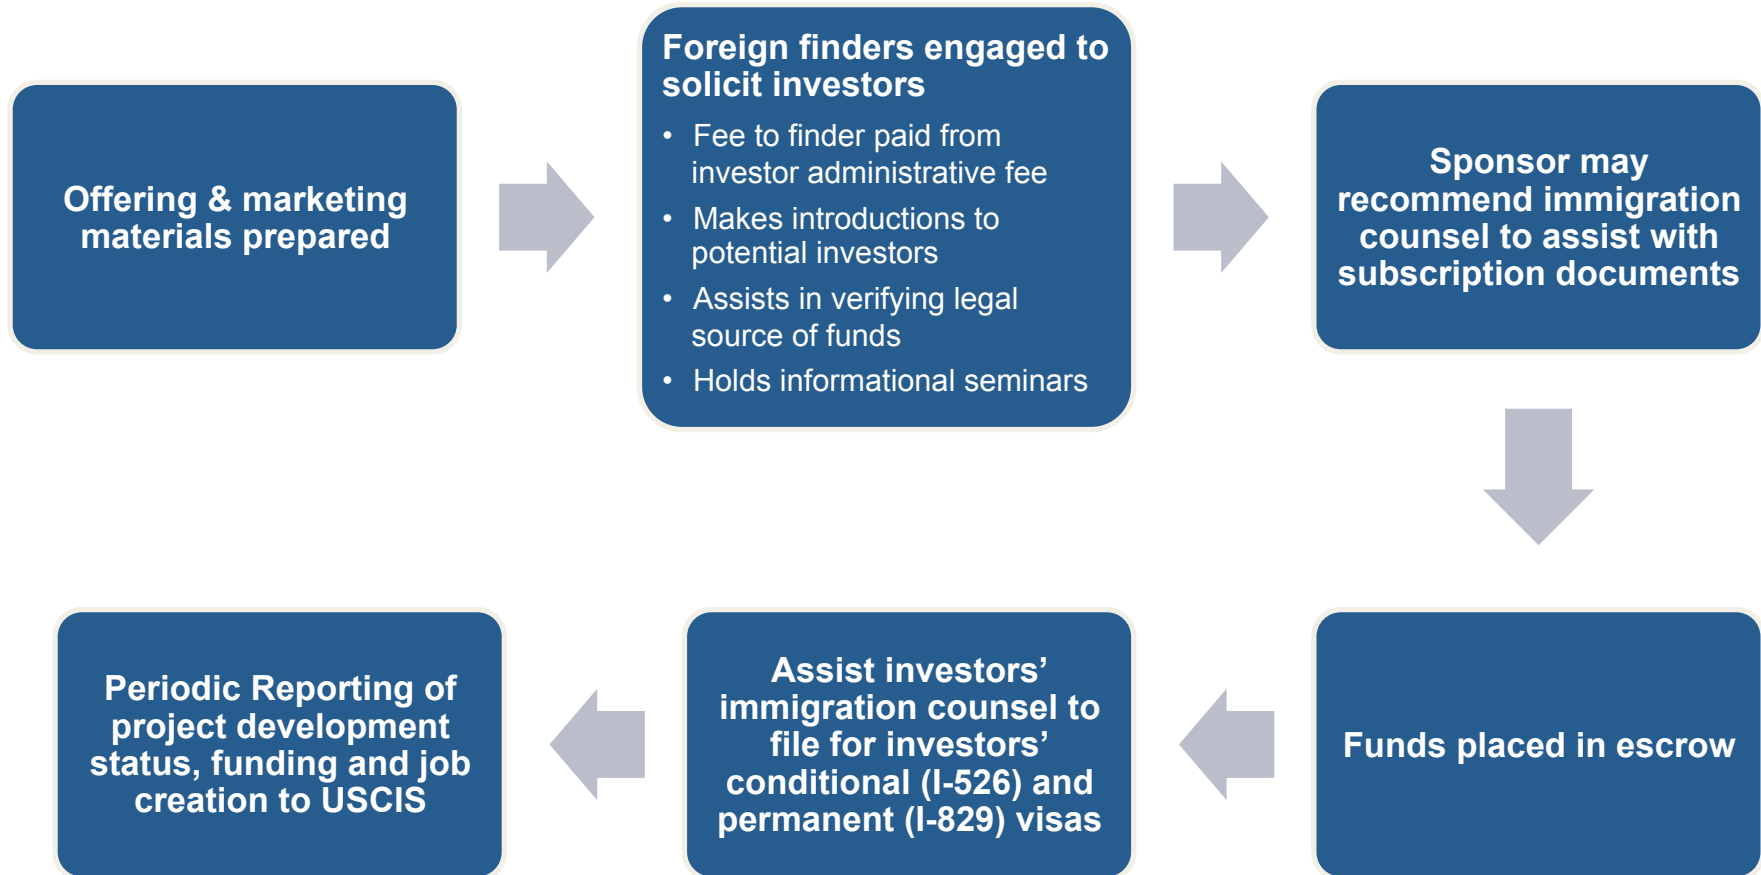 Offering & marketing
materials prepared
Foreign finders engaged to
solicit investors
• Fee to finder paid from
investor administrative fee
• Makes introductions to
potential investors
• Assists in verifying legal
source of funds
• Holds informational seminars
Sponsor may
recommend immigration
counsel to assist with
subscription documents
Funds placed in escrow
Assist investors’
immigration counsel to
file for investors’
conditional (I-526) and
permanent (I-829) visas
Periodic Reporting of
project development
status, funding and job
creation to USCIS